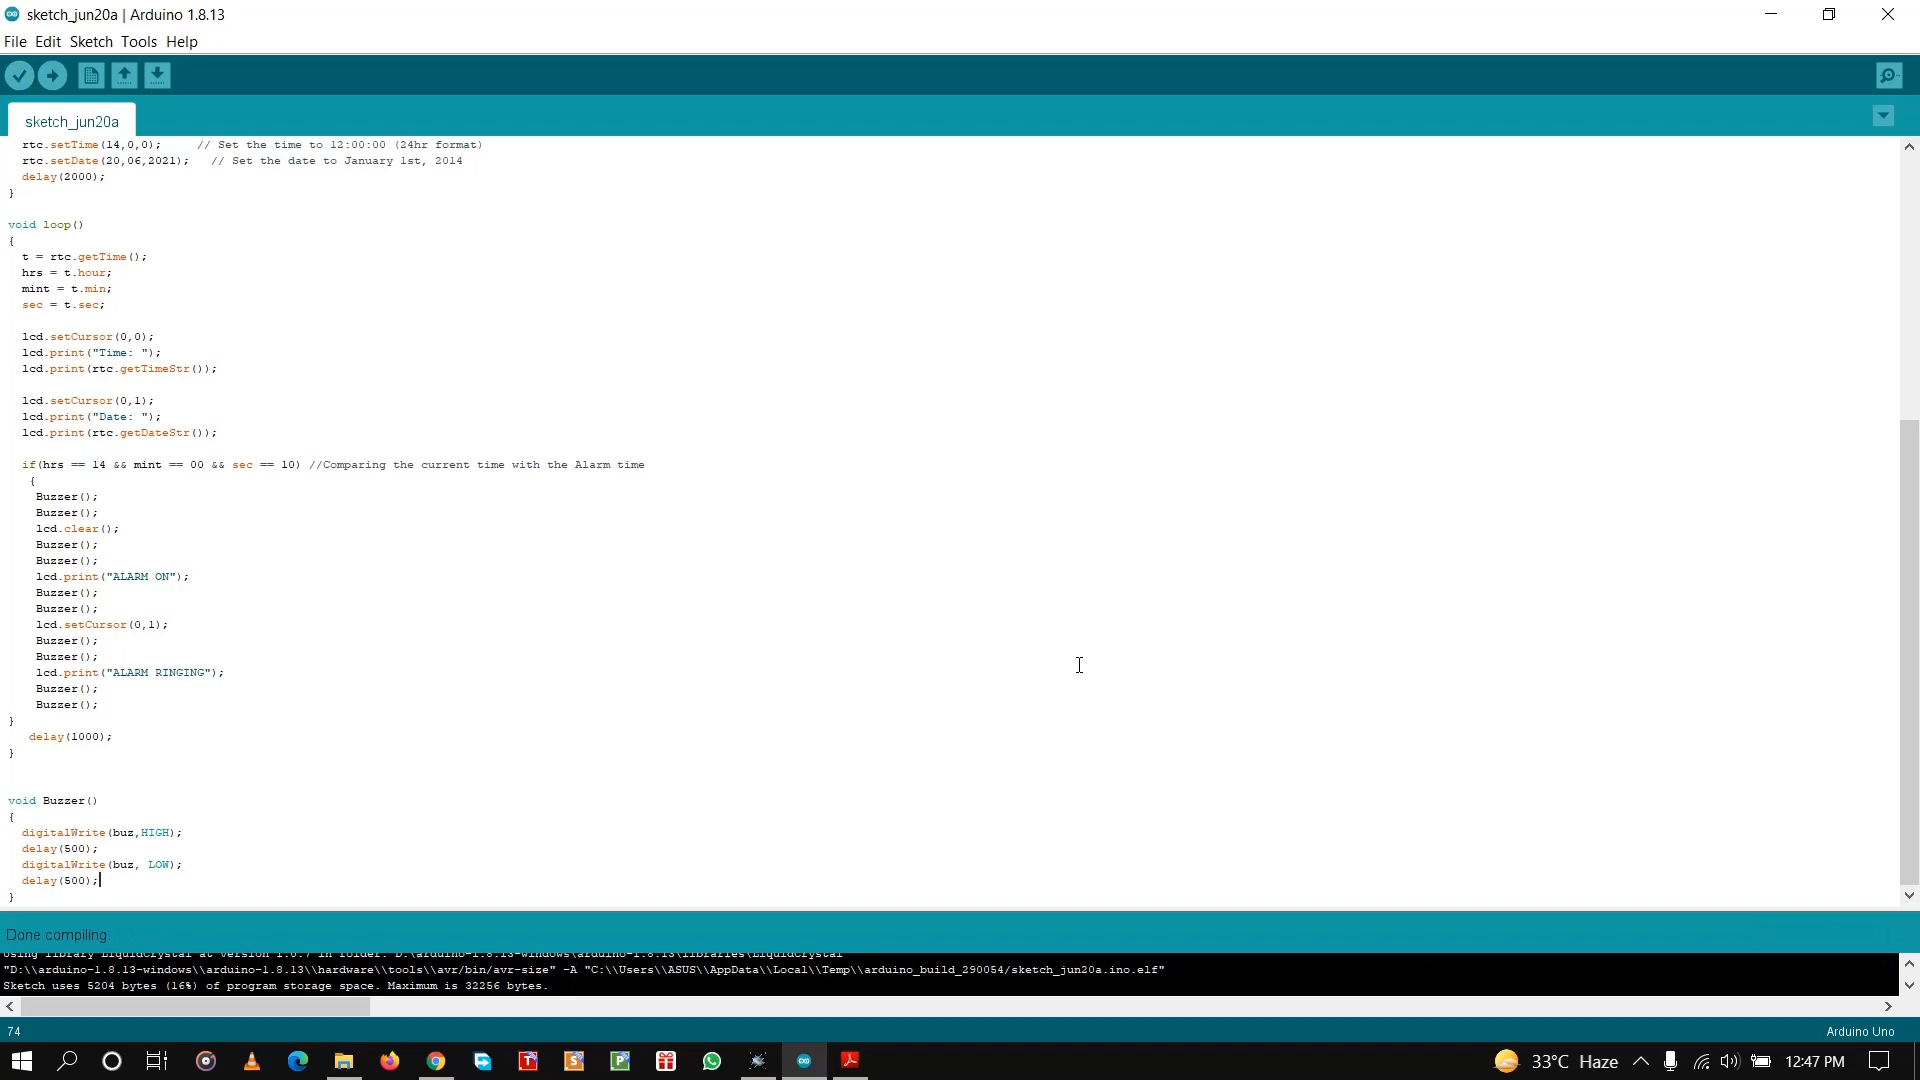 sketch_jun20a | Arduino 1.8.13
File Edit Sketch Tools Help
sketch_jun20a
rtc.setTime(14,0,0);     // Set the time to 12:00:00 (24hr format)
rtc.setDate(20,06,2021);   // Set the date to January 1st, 2014
delay(2000);
}
void loop()
{
t = rtc.getTime();
hrs = t.hour;
mint = t.min;
sec = t.sec;
lcd.setCursor(0,0);
lcd.print("Time: ");
lcd.print(rtc.getTimeStr());
lcd.setCursor(0,1);
lcd.print("Date: ");
lcd.print(rtc.getDateStr());
if(hrs == 14 && mint == 00 && sec == 10) //Comparing the current time with the Alarm time
{
Buzzer();
Buzzer();
lcd.clear();
Buzzer();
Buzzer();
lcd.print("ALARM ON");
Buzzer();
Buzzer();
lcd.setCursor(0,1);
Buzzer();
Buzzer();
lcd.print("ALARM RINGING");
Buzzer();
Buzzer();
}
delay(1000);
}
void Buzzer()
{
digitalWrite(buz,HIGH);
delay(500);
digitalWrite(buz, LOW);
delay(500);
}
Done compiling.
Using library LiquidCrystal at version 1.0.7 in folder: D:\arduino-1.8.13-windows\arduino-1.8.13\libraries\LiquidCrystal
"D:\\arduino-1.8.13-windows\\arduino-1.8.13\\hardware\\tools\\avr/bin/avr-size" -A "C:\\Users\\ASUS\\AppData\\Local\\Temp\\arduino_build_290054/sketch_jun20a.ino.elf"
Sketch uses 5204 bytes (16%) of program storage space. Maximum is 32256 bytes.
74
Arduino Uno
33°C Haze
12:47 PM